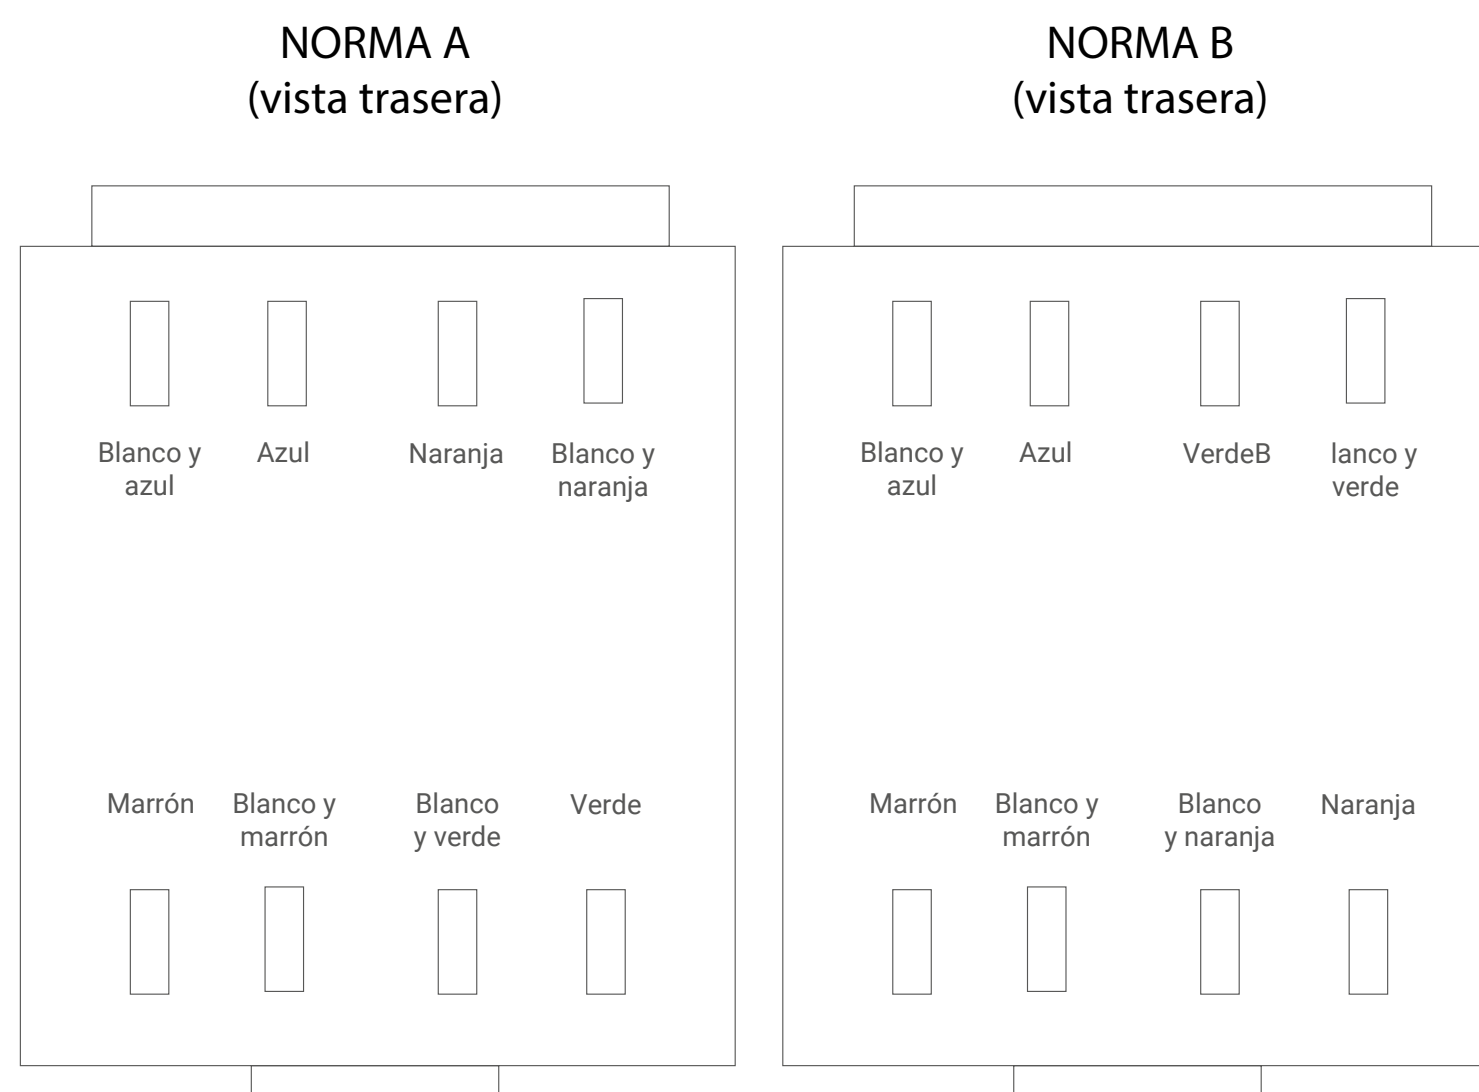 NORMA A
(vista trasera)
Blanco y
azul
Azul
Naranja
Blanco y
naranja
Marrón
Blanco y
marrón
Blanco
y verde
Verde
NORMA B
(vista trasera)
Blanco y
azul
Azul
VerdeB
lanco y
verde
Marrón
Blanco y
marrón
Blanco
y naranja
Naranja